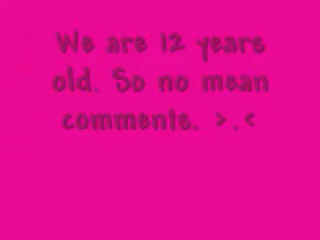 We are 12 years
old. So no mean
comments. >.<